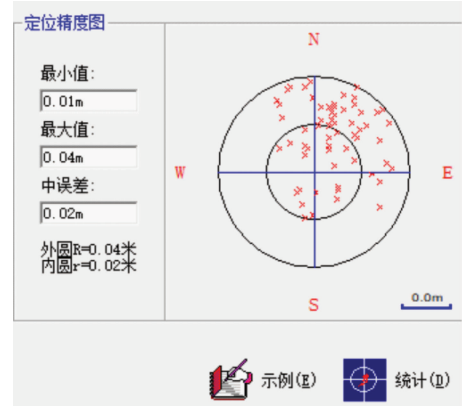 定位精度图
最小值:
0.01m
最大值:
0.04m
中误差:
0.02m
外圆R=0.04米
内圆r=0.02米
N
W
E
S
0.0m
示例(E)
统计(D)